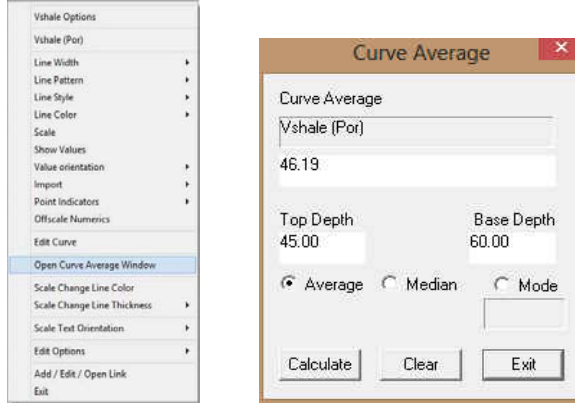 Vshale Options
Vshale (Por)
Line Width
Line Pattern
Line Style
Line Color
Scale
Show Values
Value orientation
Import
Point Indicators
Offscale Numerics
Edit Curve
Open Curve Average Window
Scale Change Line Color
Scale Change Line Thickness
Scale Text Orientation
Edit Options
Add / Edit / Open Link
Exit
Curve Average
Curve Average
Vshale (Por)
46.19
Top Depth Base Depth
45.00 60.00
Average Median Mode
Calculate Clear Exit